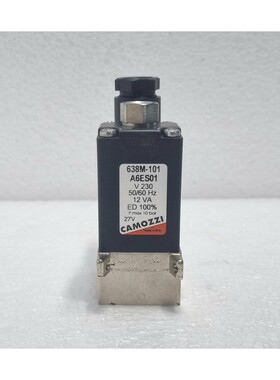 638M-101
A6ES01
V 230
50/60 Hz
12 VA
ED 100%
P max 10 bar
27V
CAMOZZI